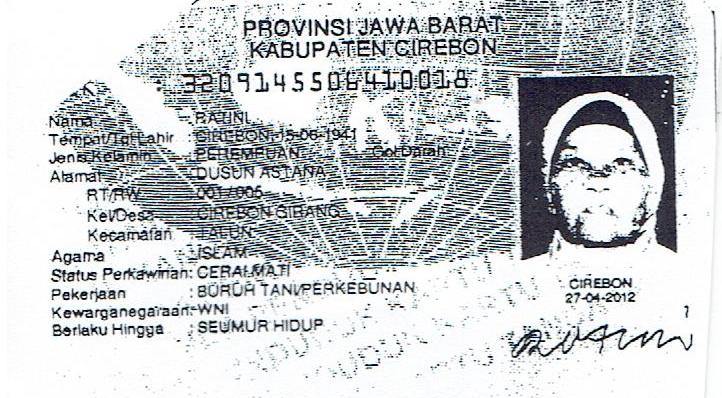 PROVINSI JAWA BARAT
KABUPATEN CIREBON
: 3209145506410018
Nama : RATINI
Tempat/Tgl Lahir : CIREBON, 15-06-1941
Jenis Kelamin : PEREMPUAN Gol Darah
Alamat : DUSUN ASTANA
RT/RW : 001/005
Kel/Desa : CIREBON GIRANG
Kecamatan : TALUN
Agama : ISLAM
Status Perkawinan: CERAI MATI
Pekerjaan : BURUH TANI/PERKEBUNAN
Kewarganegaraan: WNI
Berlaku Hingga : SEUMUR HIDUP
CIREBON
27-04-2012